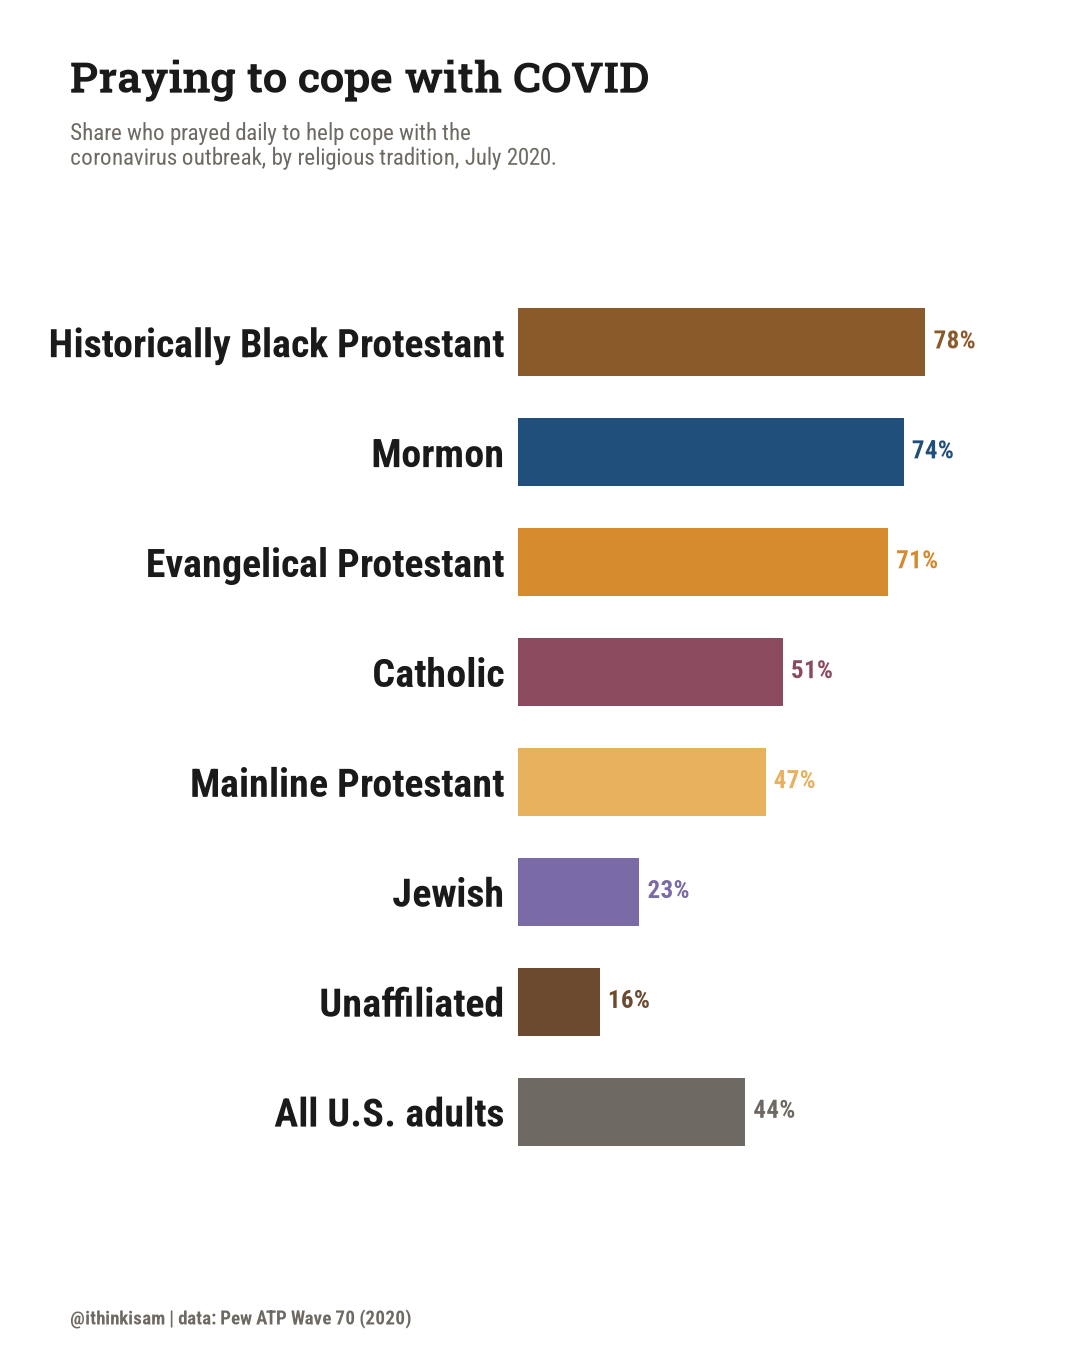 Praying to cope with COVID
Share who prayed daily to help cope with the
coronavirus outbreak, by religious tradition, July 2020.
Historically Black Protestant 78%
Mormon 74%
Evangelical Protestant 71%
Catholic 51%
Mainline Protestant 47%
Jewish 23%
Unaffiliated 16%
All U.S. adults 44%
@ithinkisam | data: Pew ATP Wave 70 (2020)